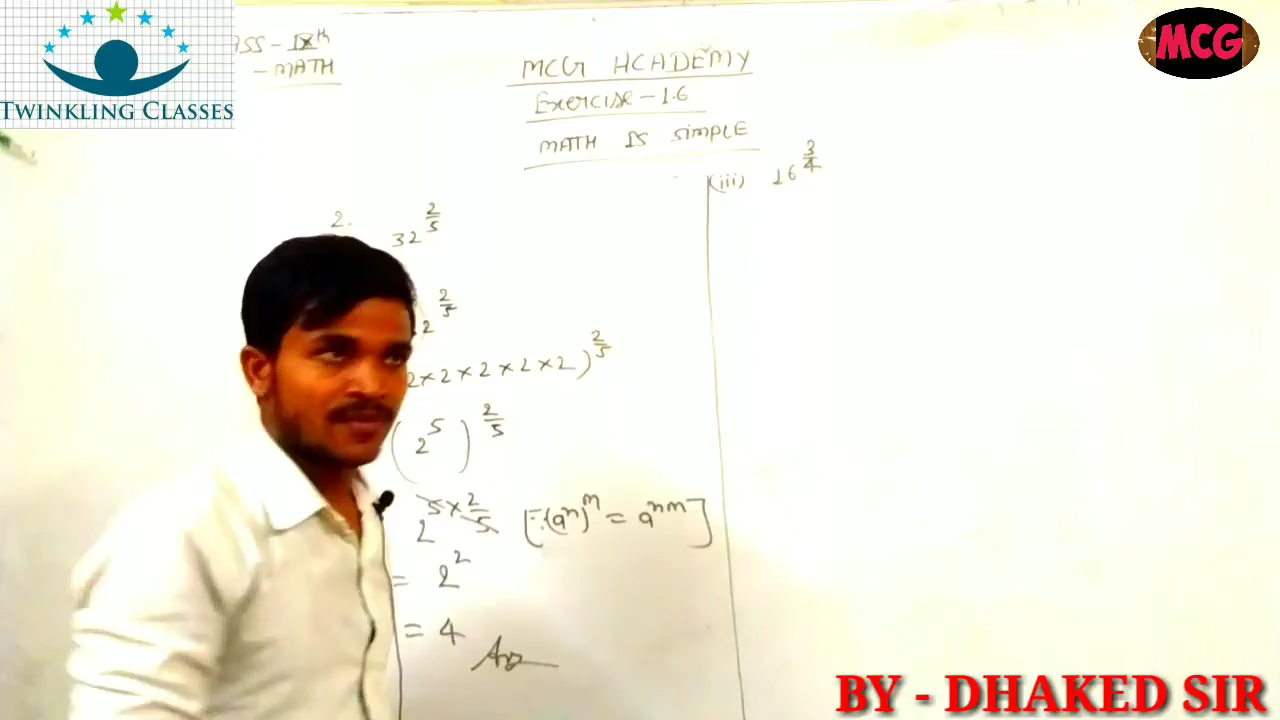 TWINKLING CLASSES
IXth
- MATH
MCG ACADEMY
Exercise - 1.6
MATH IS SIMPLE
MCG
2.
32^(2/5)
2^(2/5)
2 × 2 × 2 × 2 × 2)^(2/5)
(2^5)^(2/5)
2^(5 × 2/5) [∵ (a^n)^m = a^(nm)]
= 2^2
= 4 Ans
(iii) 16^(3/4)
BY - DHAKED SIR